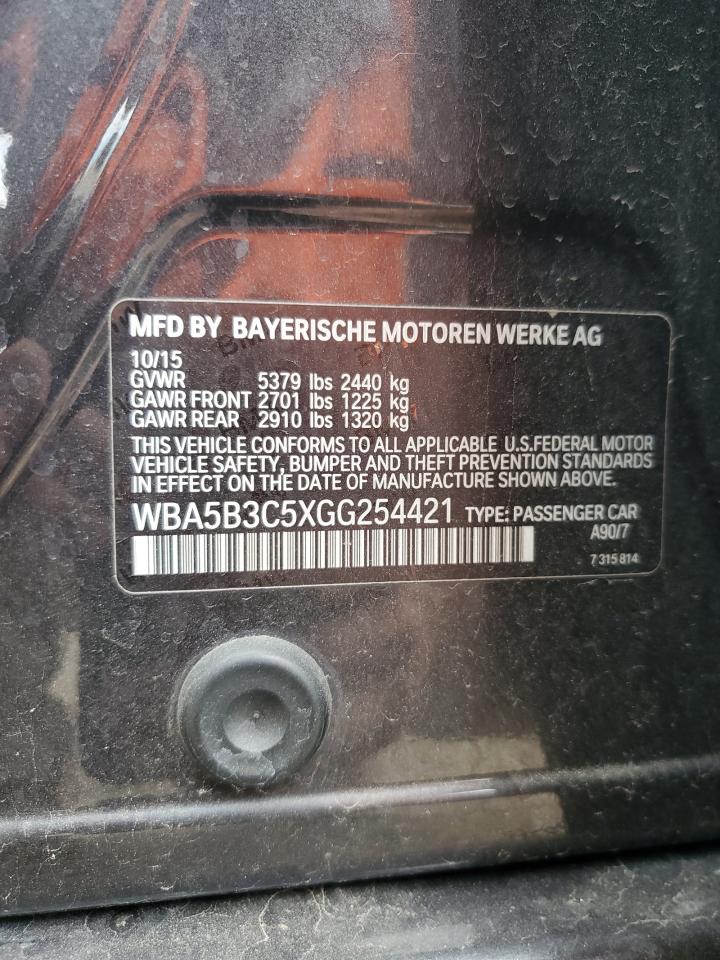 MFD BY BAYERISCHE MOTOREN WERKE AG
10/15
GVWR 5379 lbs 2440 kg
GAWR FRONT 2701 lbs 1225 kg
GAWR REAR 2910 lbs 1320 kg
THIS VEHICLE CONFORMS TO ALL APPLICABLE U.S.FEDERAL MOTOR
VEHICLE SAFETY, BUMPER AND THEFT PREVENTION STANDARDS
IN EFFECT ON THE DATE OF MANUFACTURE SHOWN ABOVE.
WBA5B3C5XGG254421 TYPE: PASSENGER CAR
A90/7
7 315 814